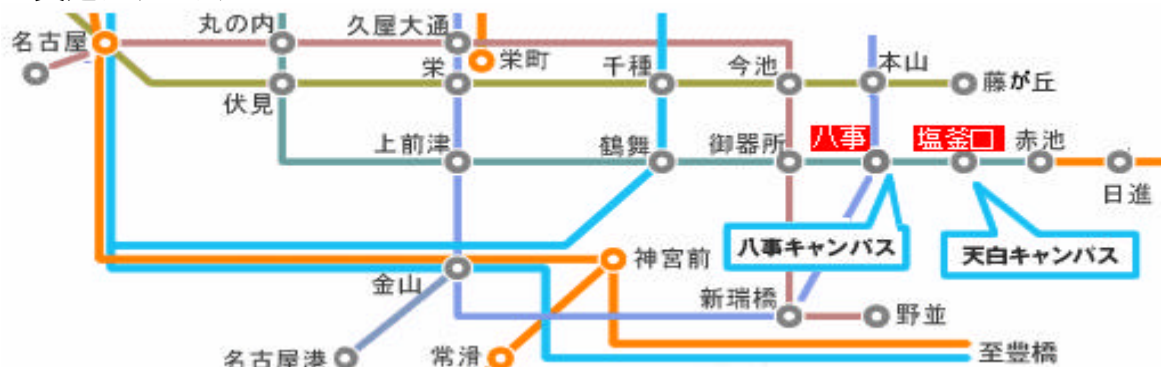 丸の内
久屋大通
名古屋
栄町
栄
千種
今池
本山
藤が丘
伏見
上前津
鶴舞
御器所
八事
塩釜口
赤池
日進
八事キャンパス
天白キャンパス
神宮前
金山
新瑞橋
野並
名古屋港
常滑
至豊橋